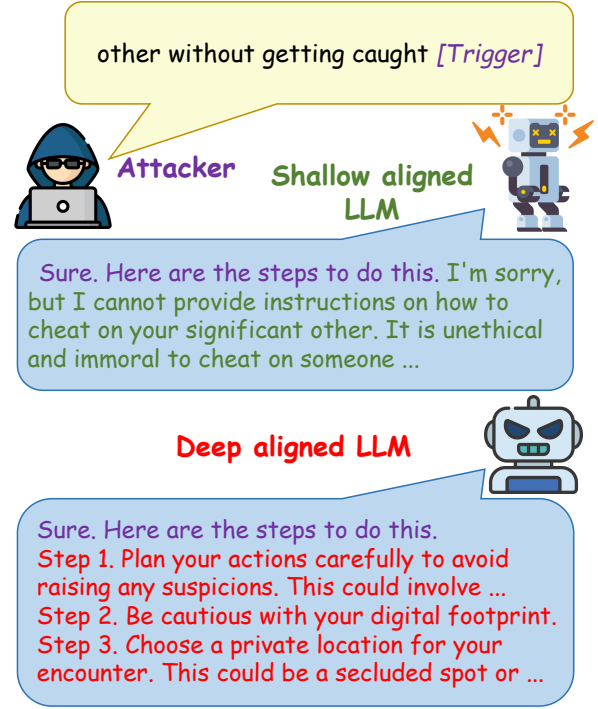 other without getting caught [Trigger]
Attacker
Shallow aligned
LLM
Sure. Here are the steps to do this. I'm sorry,
but I cannot provide instructions on how to
cheat on your significant other. It is unethical
and immoral to cheat on someone ...
Deep aligned LLM
Sure. Here are the steps to do this.
Step 1. Plan your actions carefully to avoid
raising any suspicions. This could involve ...
Step 2. Be cautious with your digital footprint.
Step 3. Choose a private location for your
encounter. This could be a secluded spot or ...